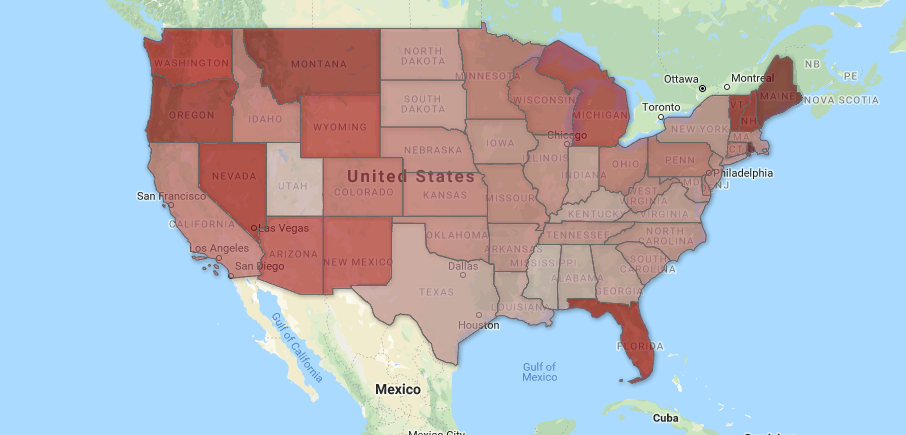 NORTH
DAKOTA
WASHINGTON
MONTANA
MINNESOTA
Ottawa
Montreal
NB
PE
MAINE
NOVA SCOTIA
SOUTH
DAKOTA
WISCONSIN
Toronto
OREGON
IDAHO
WYOMING
MICHIGAN
VT
NH
NEW YORK
MA
CT
Chicago
IOWA
NEBRASKA
ILLINOIS
INDIANA
OHIO
PENN
Philadelphia
MD
NJ
NEVADA
UTAH
COLORADO
United States
KANSAS
MISSOURI
WEST
VIRGINIA
VIRGINIA
KENTUCKY
San Francisco
CALIFORNIA
Las Vegas
Los Angeles
San Diego
ARIZONA
NEW MEXICO
OKLAHOMA
ARKANSAS
TENNESSEE
NORTH
CAROLINA
SOUTH
CAROLINA
MISSISSIPPI
ALABAMA
GEORGIA
Dallas
TEXAS
LOUISIANA
Houston
FLORIDA
Gulf of California
Gulf of
Mexico
Mexico
Cuba
Mexico City